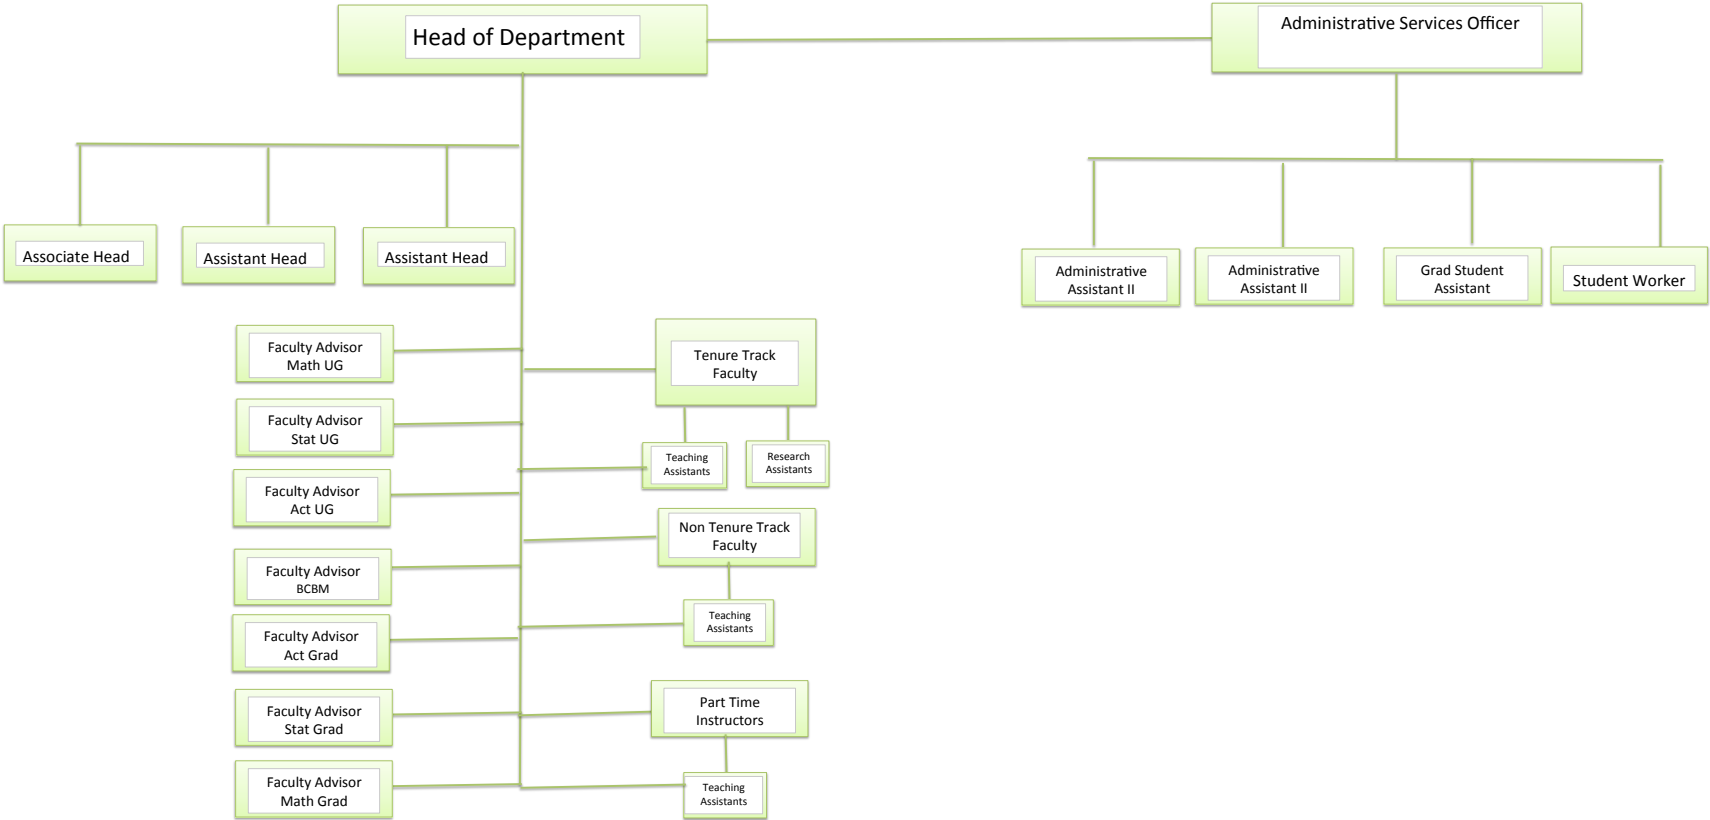 Head of Department
Administrative Services Officer
Associate Head
Assistant Head
Assistant Head
Administrative
Assistant II
Administrative
Assistant II
Grad Student
Assistant
Student Worker
Faculty Advisor
Math UG
Tenure Track
Faculty
Faculty Advisor
Stat UG
Teaching
Assistants
Research
Assistants
Faculty Advisor
Act UG
Non Tenure Track
Faculty
Faculty Advisor
BCBM
Teaching
Assistants
Faculty Advisor
Act Grad
Part Time
Instructors
Faculty Advisor
Stat Grad
Faculty Advisor
Math Grad
Teaching
Assistants